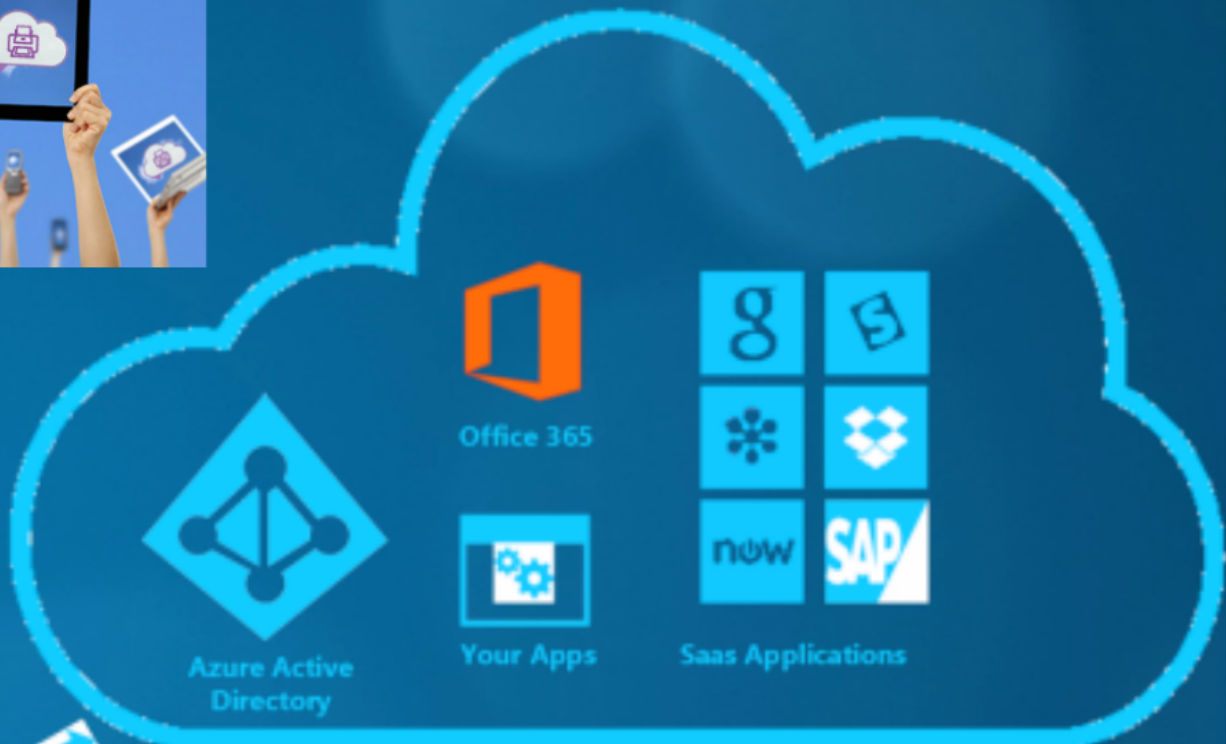 Office 365
g S
now SAP
Your Apps
Saas Applications
Azure Active
Directory